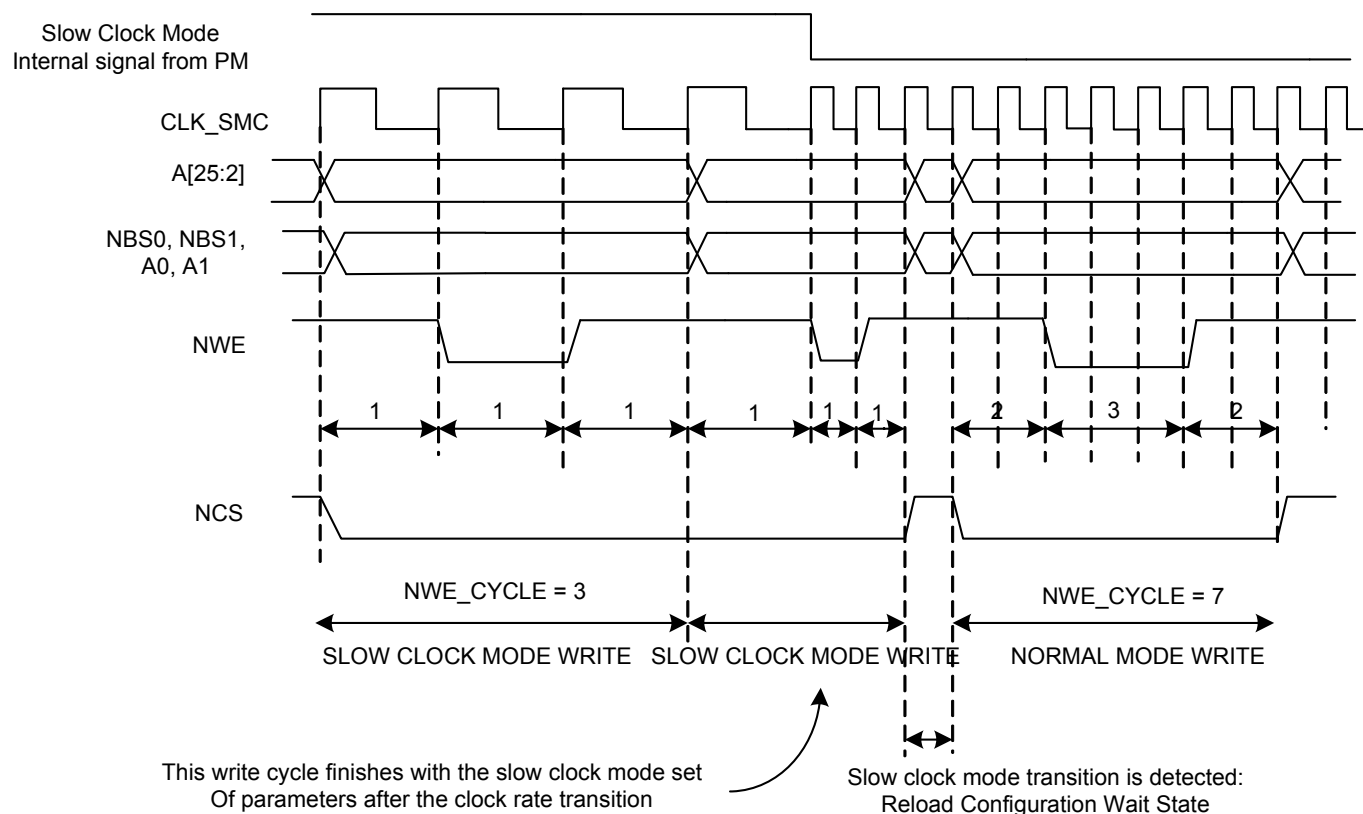 Slow Clock Mode
Internal signal from PM
CLK_SMC
A[25:2]
NBS0, NBS1,
A0, A1
NWE
1 1 1 1 1 1 2 3 2
NCS
NWE_CYCLE = 3 NWE_CYCLE = 7
SLOW CLOCK MODE WRITE SLOW CLOCK MODE WRITE NORMAL MODE WRITE
This write cycle finishes with the slow clock mode set
Of parameters after the clock rate transition
Slow clock mode transition is detected:
Reload Configuration Wait State